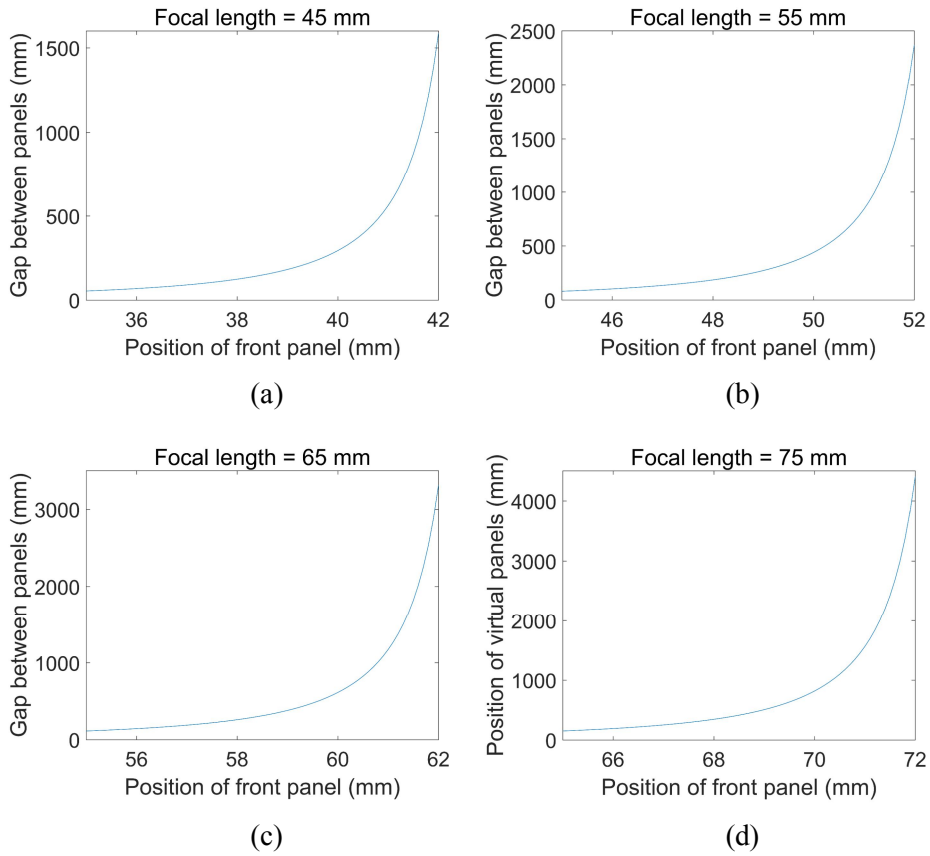 Focal length = 45 mm
Gap between panels (mm)
1500
1000
500
0
36 38 40 42
Position of front panel (mm)
(a)
Focal length = 55 mm
Gap between panels (mm)
2500
2000
1500
1000
500
0
46 48 50 52
Position of front panel (mm)
(b)
Focal length = 65 mm
Gap between panels (mm)
3000
2000
1000
0
56 58 60 62
Position of front panel (mm)
(c)
Focal length = 75 mm
Position of virtual panels (mm)
4000
3000
2000
1000
0
66 68 70 72
Position of front panel (mm)
(d)